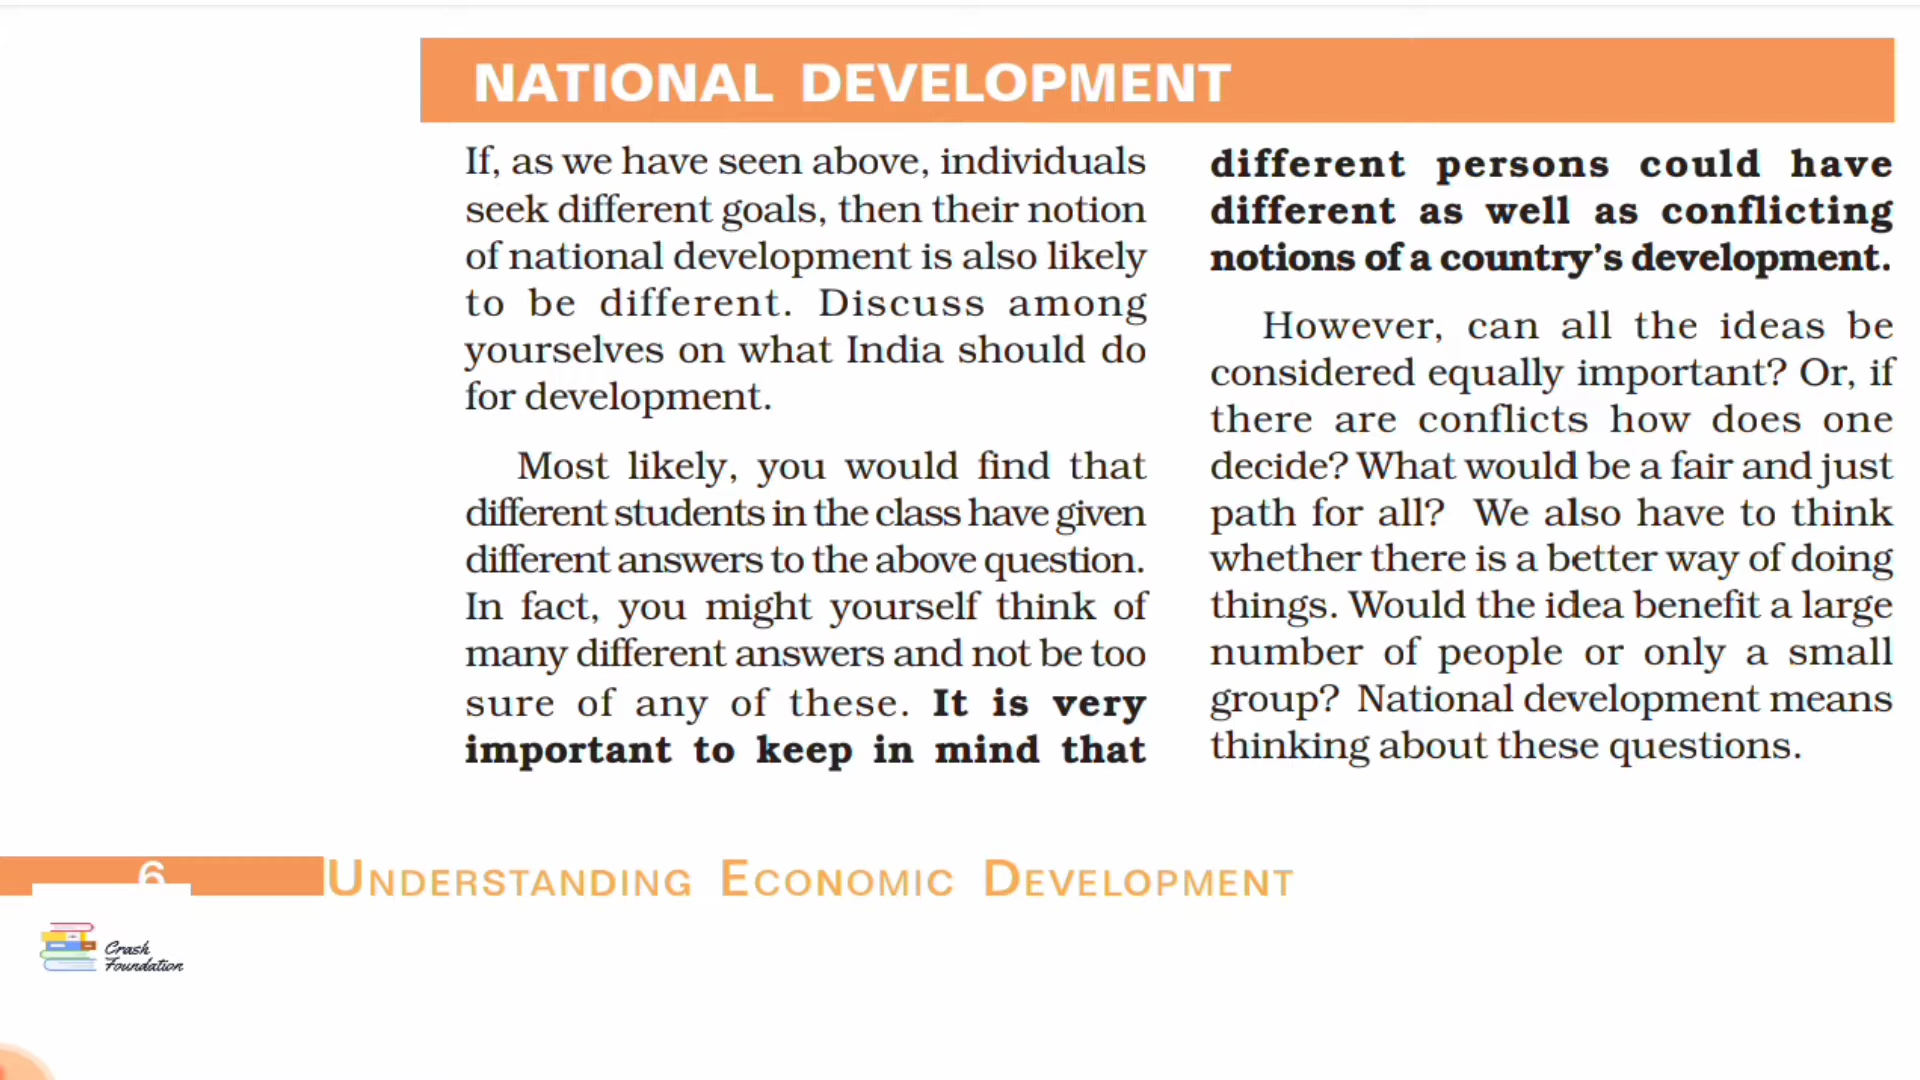 NATIONAL DEVELOPMENT
If, as we have seen above, individuals
seek different goals, then their notion
of national development is also likely
to be different. Discuss among
yourselves on what India should do
for development.
Most likely, you would find that
different students in the class have given
different answers to the above question.
In fact, you might yourself think of
many different answers and not be too
sure of any of these. It is very
important to keep in mind that
different persons could have
different as well as conflicting
notions of a country's development.
However, can all the ideas be
considered equally important? Or, if
there are conflicts how does one
decide? What would be a fair and just
path for all? We also have to think
whether there is a better way of doing
things. Would the idea benefit a large
number of people or only a small
group? National development means
thinking about these questions.
6
UNDERSTANDING ECONOMIC DEVELOPMENT
Crash
Foundation